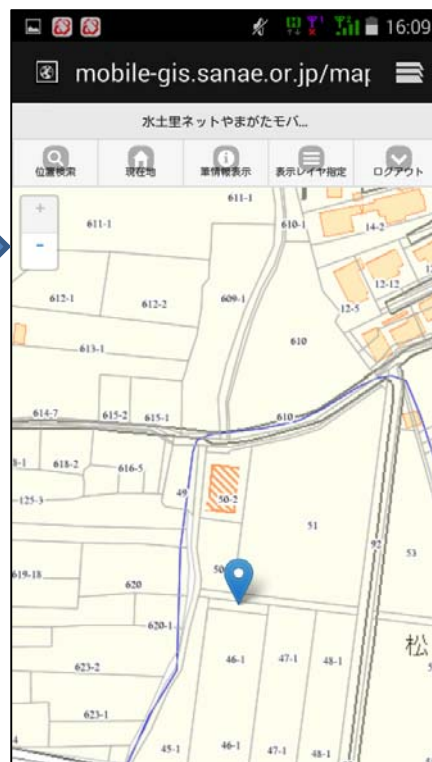 16:09
mobile-gis.sanae.or.jp/map
水土里ネットやまがたモバ...
位置検索 現在地 筆情報表示 表示レイヤ指定 ログアウト
+
-
611-1
611-1 610-1 14-2
12-12
612-1 612-2 609-1 12-5
610
613-1
614-7 615-2 615-1 610
618-2 616-5
125-3 49 50-2
51
92 53
619-18 620
620-1
松
623-2 46-1 47-1 48-1
623-1
45-1 46-1 47-1 48-1